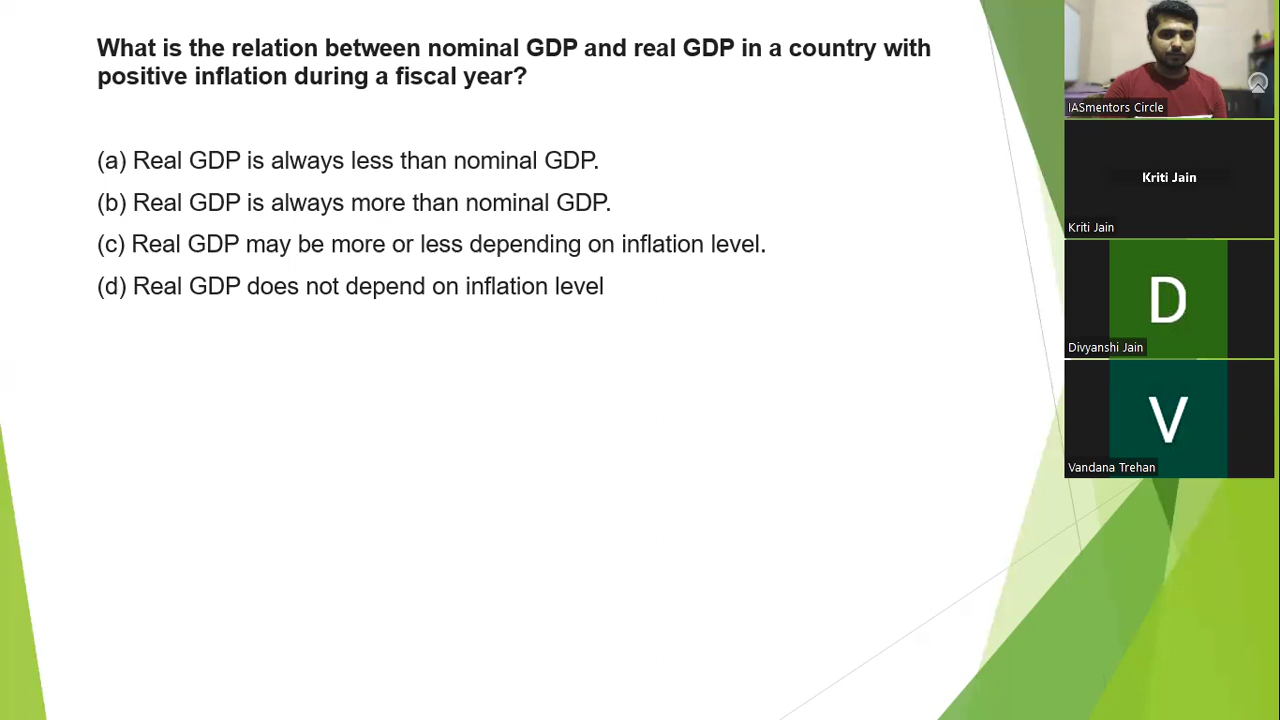 What is the relation between nominal GDP and real GDP in a country with
positive inflation during a fiscal year?
(a) Real GDP is always less than nominal GDP.
(b) Real GDP is always more than nominal GDP.
(c) Real GDP may be more or less depending on inflation level.
(d) Real GDP does not depend on inflation level
IASmentors Circle
Kriti Jain
Kriti Jain
D
Divyanshi Jain
V
Vandana Trehan